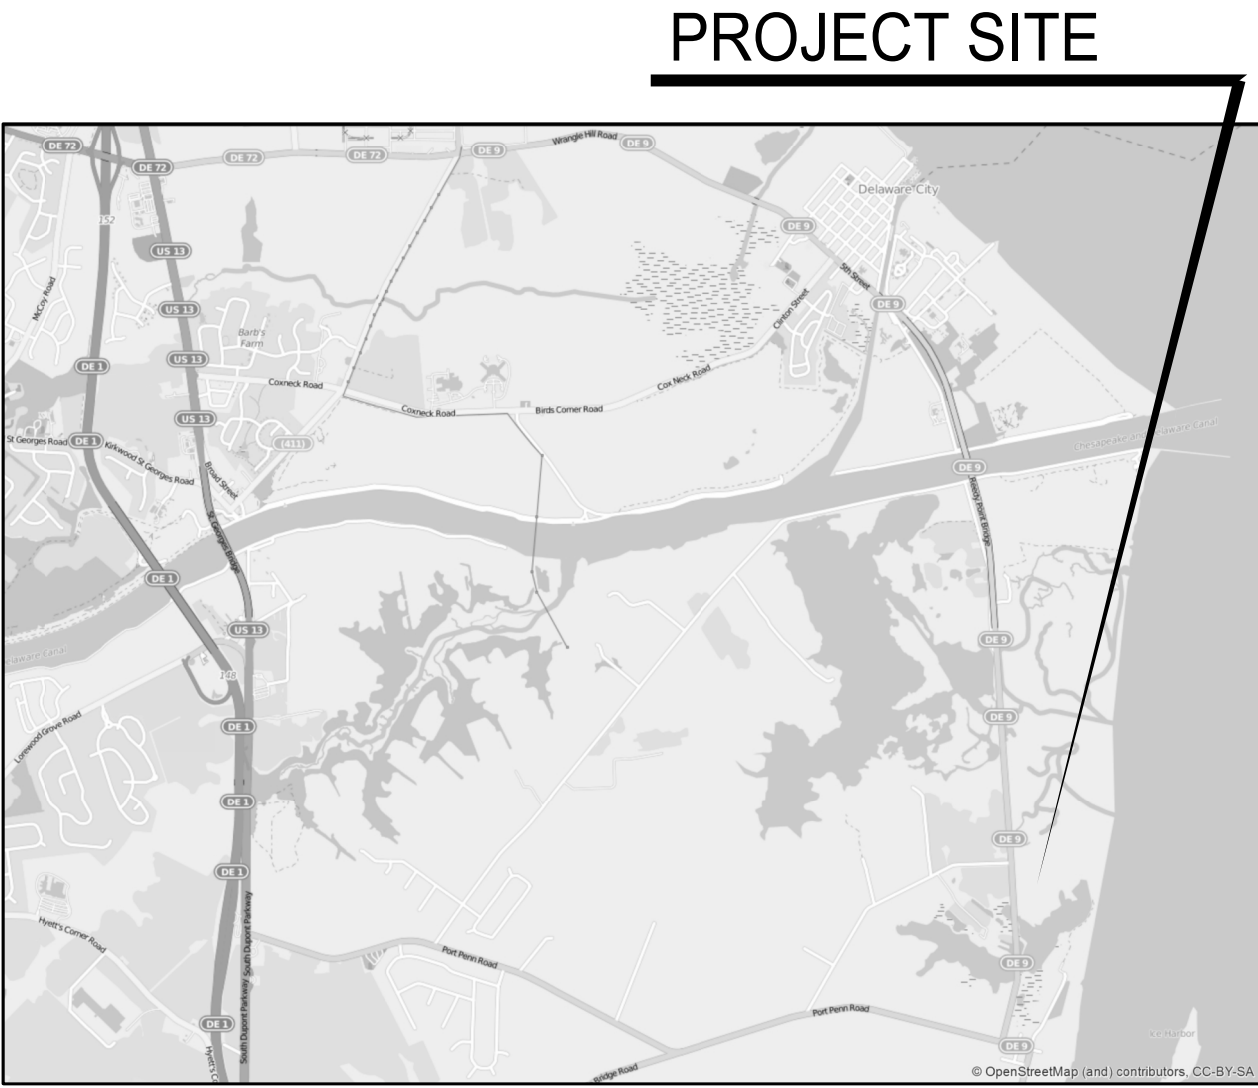 PROJECT SITE
DE 72
DE 72
DE 72
DE 72
DE 9
Wrangle Hill Road
DE 9
Delaware City
152
DE 9
US 13
5th Street
McCoy Road
US 13
Clinton Street
DE 9
Barb's
Farm
US 13
DE 1
Coxneck Road
Cox Neck Road
Coxneck Road
Birds Corner Road
US 13
St Georges Road
DE 1
Kirkwood St Georges Road
(411)
Chesapeake and Delaware Canal
Broad Street
DE 9
Reedy Point Bridge
St Georges Bridge
DE 1
US 13
DE 9
elaware Canal
148
Lorewood Grove Road
DE 1
DE 9
DE 1
DE 9
DE 1
Hyett's Corner Road
South Dupont Parkway
South Dupont Parkway
Port Penn Road
DE 9
Port Penn Road
DE 1
Ice Harbor
DE 9
Hyett's Co
Bridge Road
© OpenStreetMap (and) contributors, CC-BY-SA